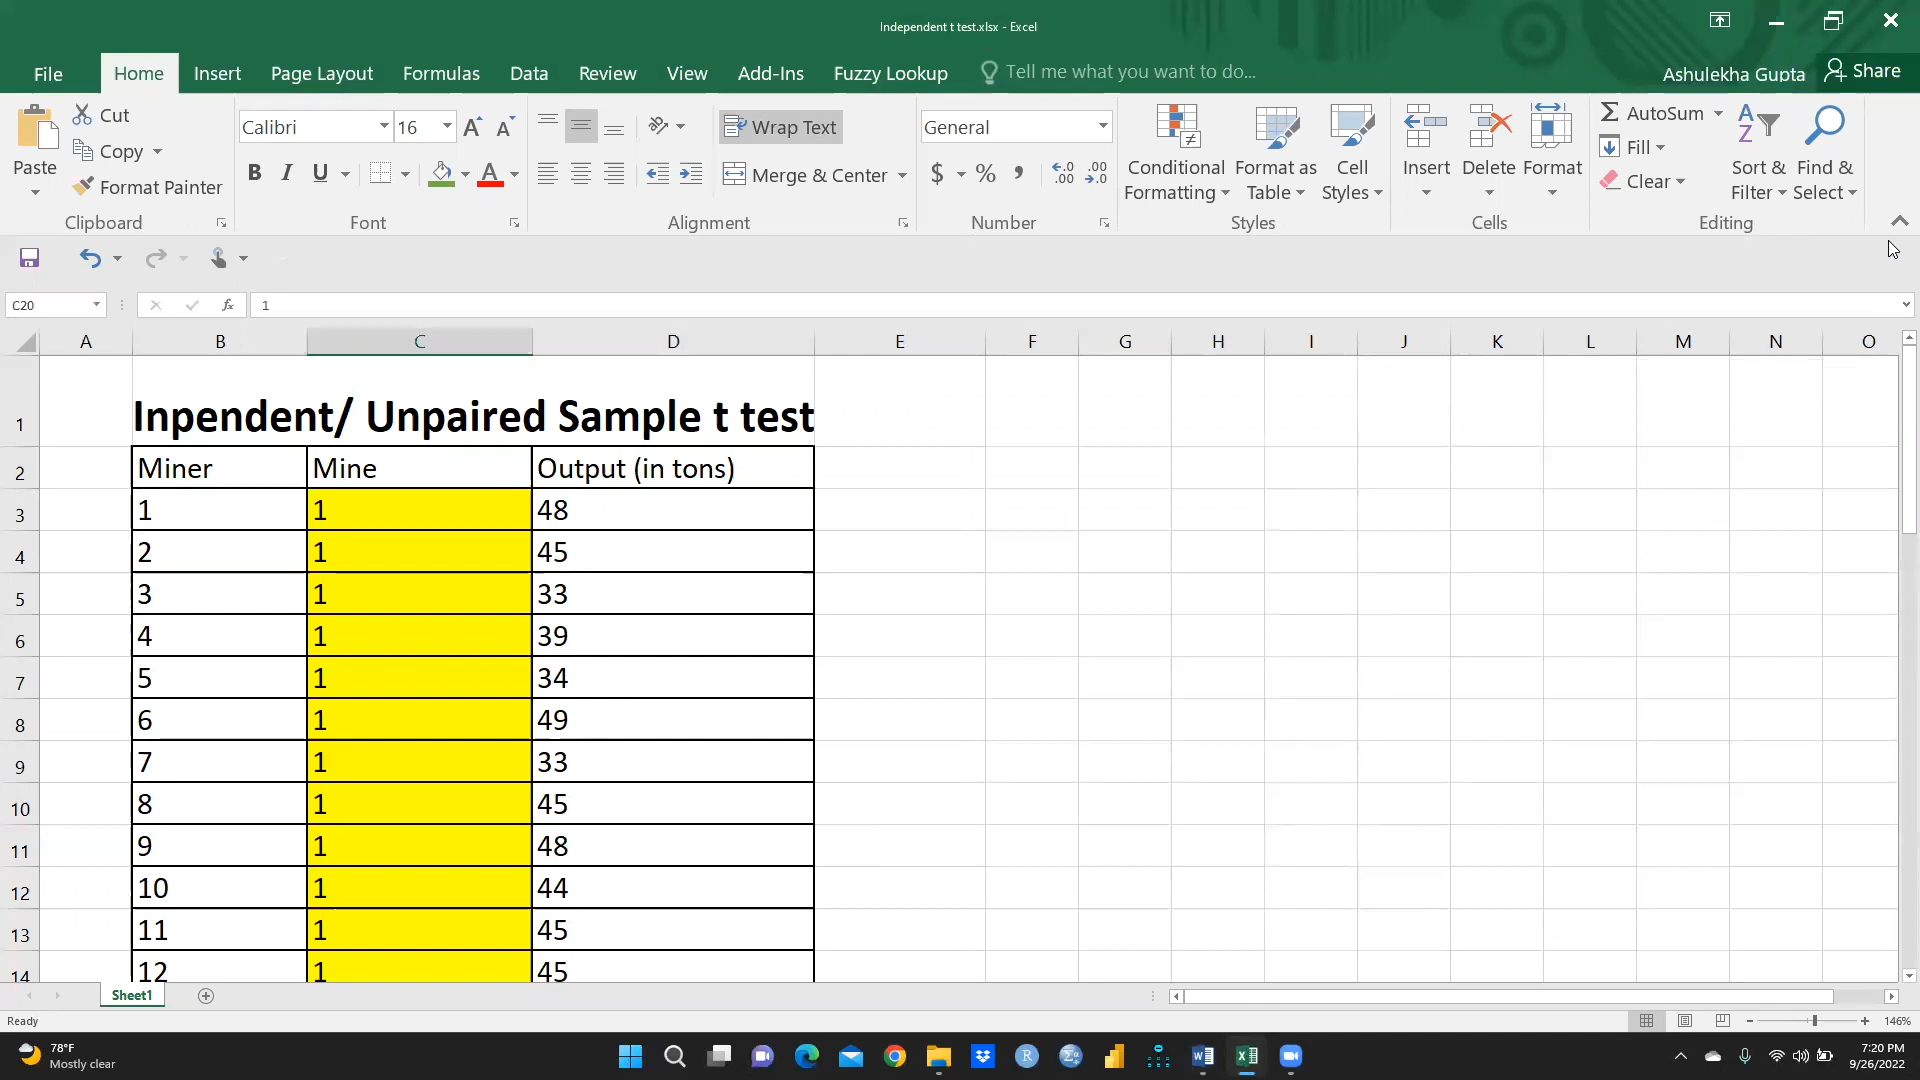 Independent t test.xlsx - Excel
File Home Insert Page Layout Formulas Data Review View Add-Ins Fuzzy Lookup Tell me what you want to do... Ashulekha Gupta Share
Paste
Cut
Copy
Format Painter
Clipboard
Calibri 16
B I U
Font
Wrap Text
Merge & Center
Alignment
General
$ % ,
Number
Conditional Formatting
Format as Table
Cell Styles
Styles
Insert Delete Format
Cells
AutoSum
Fill
Clear
Sort & Filter
Find & Select
Editing
C20 fx 1
A B C D E F G H I J K L M N O
1 Inpendent/ Unpaired Sample t test
2 Miner Mine Output (in tons)
3 1 1 48
4 2 1 45
5 3 1 33
6 4 1 39
7 5 1 34
8 6 1 49
9 7 1 33
10 8 1 45
11 9 1 48
12 10 1 44
13 11 1 45
14 12 1 45
Sheet1
Ready 146%
78°F
Mostly clear
7:20 PM
9/26/2022